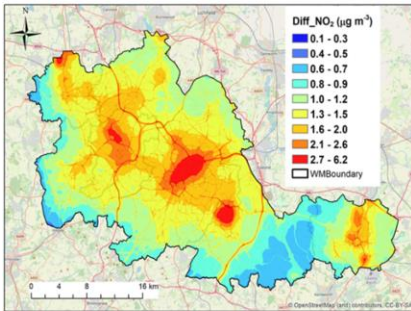 N
Diff_NO₂ (µg m⁻³)
0.1 - 0.3
0.4 - 0.5
0.6 - 0.7
0.8 - 0.9
1.0 - 1.2
1.3 - 1.5
1.6 - 2.0
2.1 - 2.6
2.7 - 6.2
WMBoundary
0 4 8 16 km
© OpenStreetMap (and) contributors, CC-BY-SA